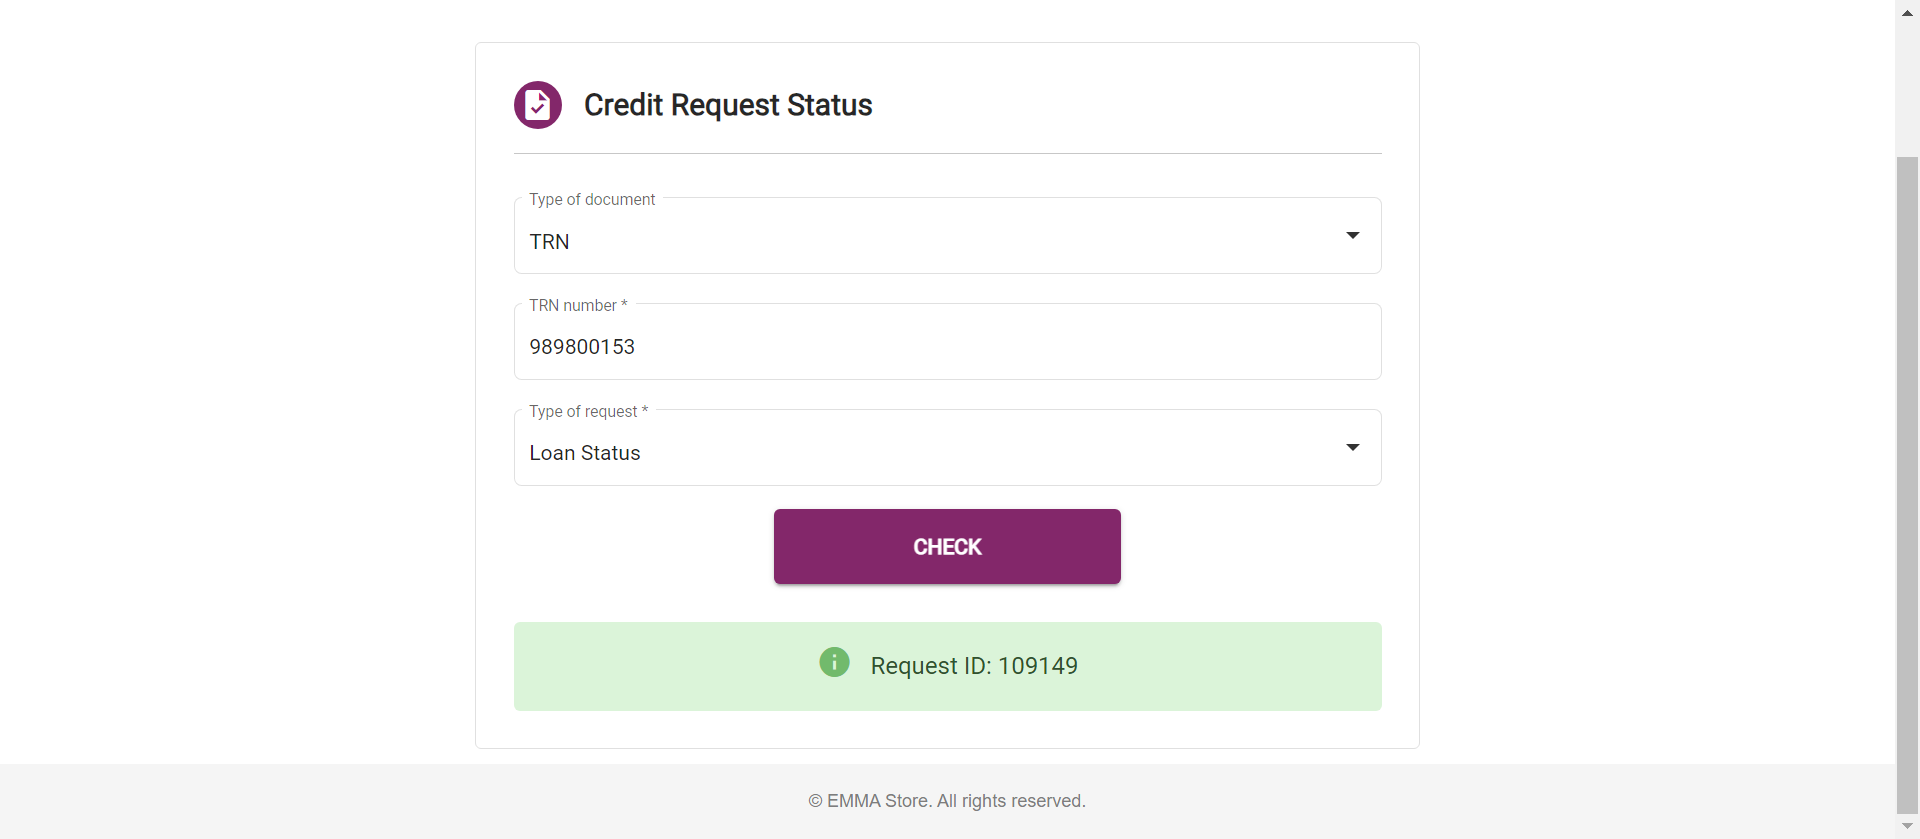 Credit Request Status
Type of document
TRN
TRN number *
989800153
Type of request *
Loan Status
CHECK
Request ID: 109149
© EMMA Store. All rights reserved.